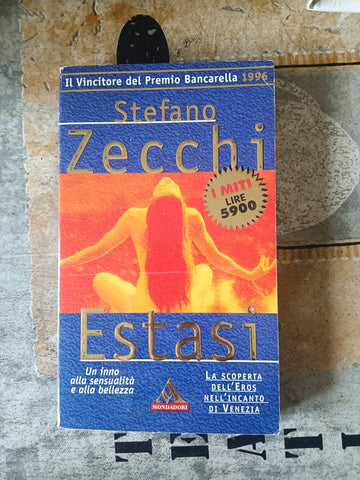 Il Vincitore del Premio Bancarella 1996
Stefano
Zecchi
I MITI
LIRE
5900
Estasi
Un inno
alla sensualità
e alla bellezza
MONDADORI
LA SCOPERTA
DELL'EROS
NELL'INCANTO
DI VENEZIA